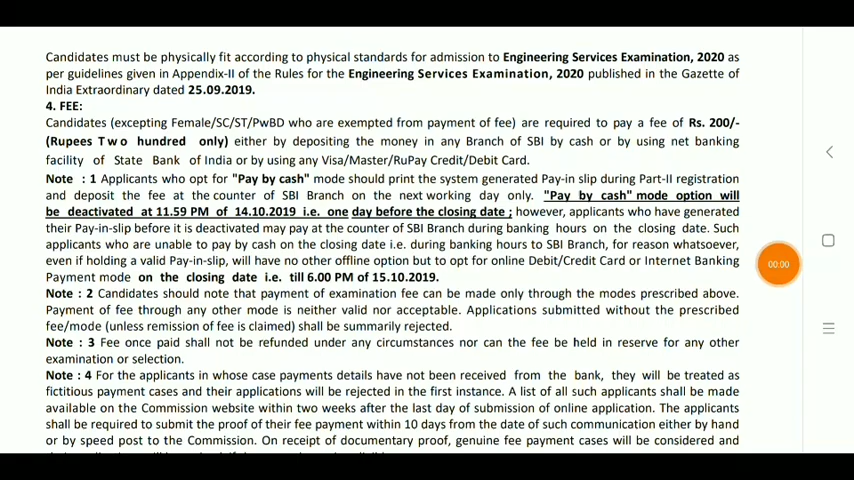 Candidates must be physically fit according to physical standards for admission to Engineering Services Examination, 2020 as
per guidelines given in Appendix-II of the Rules for the Engineering Services Examination, 2020 published in the Gazette of
India Extraordinary dated 25.09.2019.
4. FEE:
Candidates (excepting Female/SC/ST/PwBD who are exempted from payment of fee) are required to pay a fee of Rs. 200/-
(Rupees Two hundred only) either by depositing the money in any Branch of SBI by cash or by using net banking
facility of State Bank of India or by using any Visa/Master/RuPay Credit/Debit Card.
Note : 1 Applicants who opt for "Pay by cash" mode should print the system generated Pay-in slip during Part-II registration
and deposit the fee at the counter of SBI Branch on the next working day only. "Pay by cash" mode option will
be deactivated at 11.59 PM of 14.10.2019 i.e. one day before the closing date ; however, applicants who have generated
their Pay-in-slip before it is deactivated may pay at the counter of SBI Branch during banking hours on the closing date. Such
applicants who are unable to pay by cash on the closing date i.e. during banking hours to SBI Branch, for reason whatsoever,
even if holding a valid Pay-in-slip, will have no other offline option but to opt for online Debit/Credit Card or Internet Banking
Payment mode on the closing date i.e. till 6.00 PM of 15.10.2019.
Note : 2 Candidates should note that payment of examination fee can be made only through the modes prescribed above.
Payment of fee through any other mode is neither valid nor acceptable. Applications submitted without the prescribed
fee/mode (unless remission of fee is claimed) shall be summarily rejected.
Note : 3 Fee once paid shall not be refunded under any circumstances nor can the fee be held in reserve for any other
examination or selection.
Note : 4 For the applicants in whose case payments details have not been received from the bank, they will be treated as
fictitious payment cases and their applications will be rejected in the first instance. A list of all such applicants shall be made
available on the Commission website within two weeks after the last day of submission of online application. The applicants
shall be required to submit the proof of their fee payment within 10 days from the date of such communication either by hand
or by speed post to the Commission. On receipt of documentary proof, genuine fee payment cases will be considered and
00:00